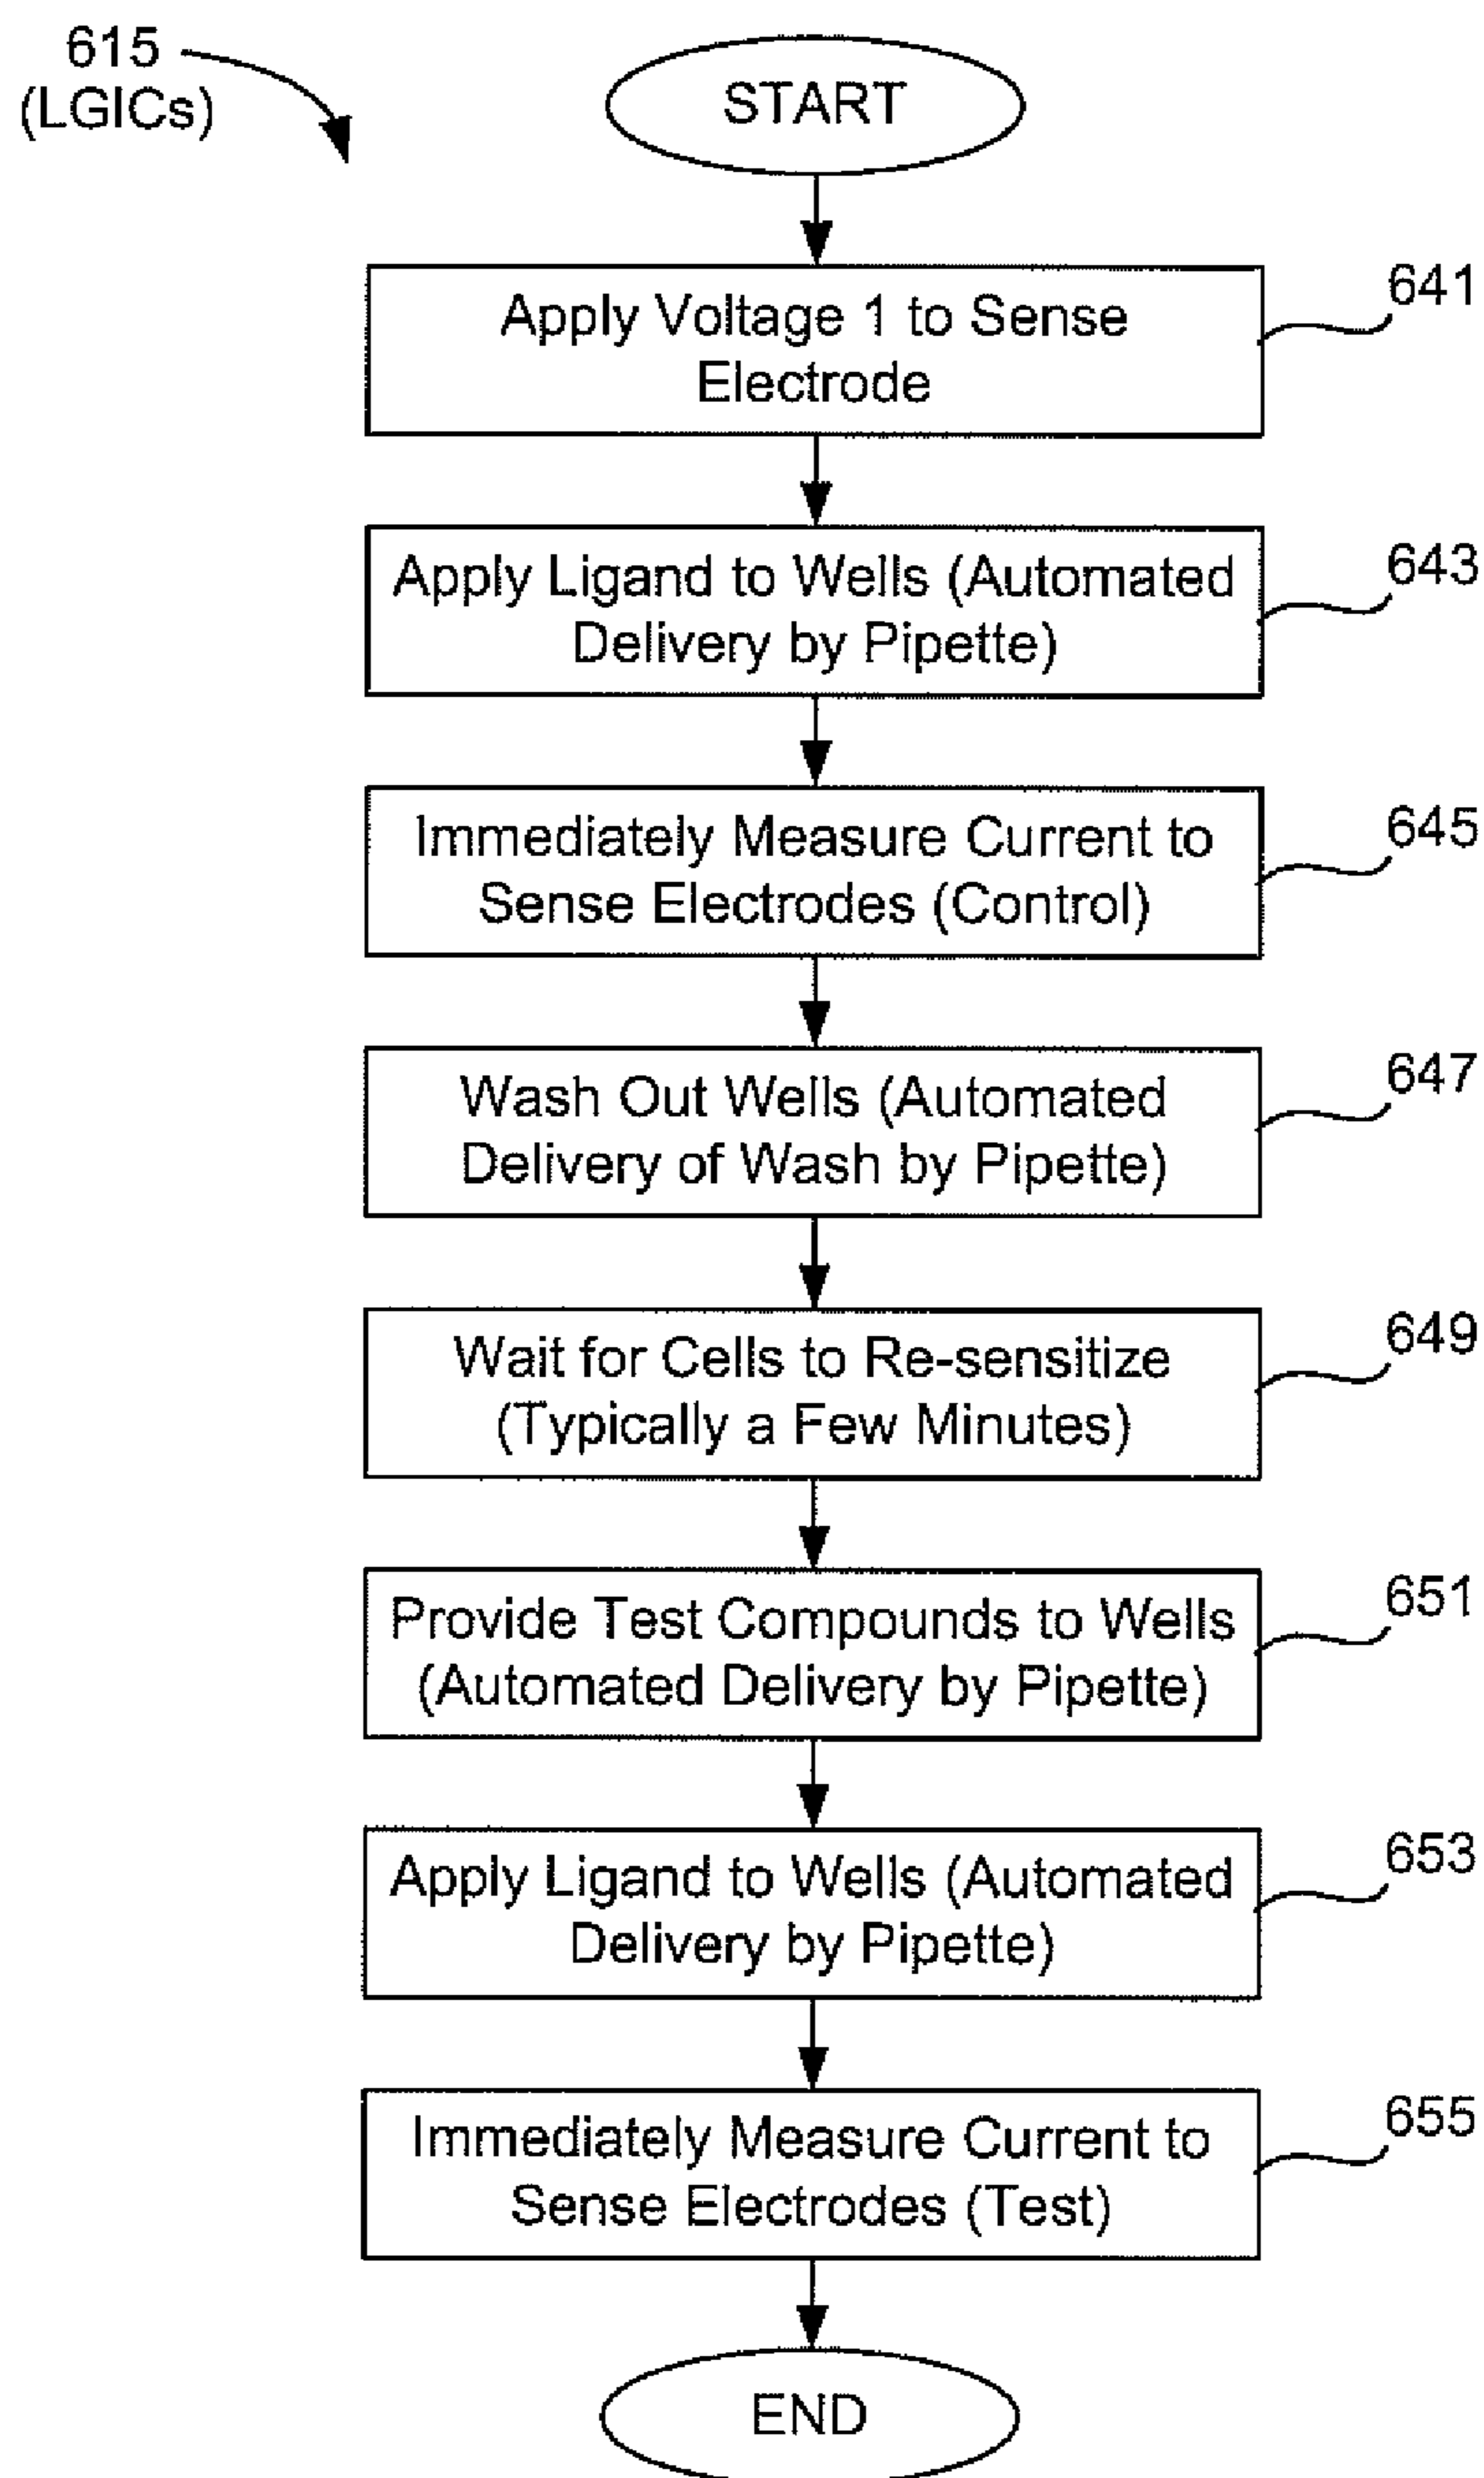 615
(LGICs)
START
Apply Voltage 1 to Sense
Electrode
641
Apply Ligand to Wells (Automated
Delivery by Pipette)
643
Immediately Measure Current to
Sense Electrodes (Control)
645
Wash Out Wells (Automated
Delivery of Wash by Pipette)
647
Wait for Cells to Re-sensitize
(Typically a Few Minutes)
649
Provide Test Compounds to Wells
(Automated Delivery by Pipette)
651
Apply Ligand to Wells (Automated
Delivery by Pipette)
653
Immediately Measure Current to
Sense Electrodes (Test)
655
END